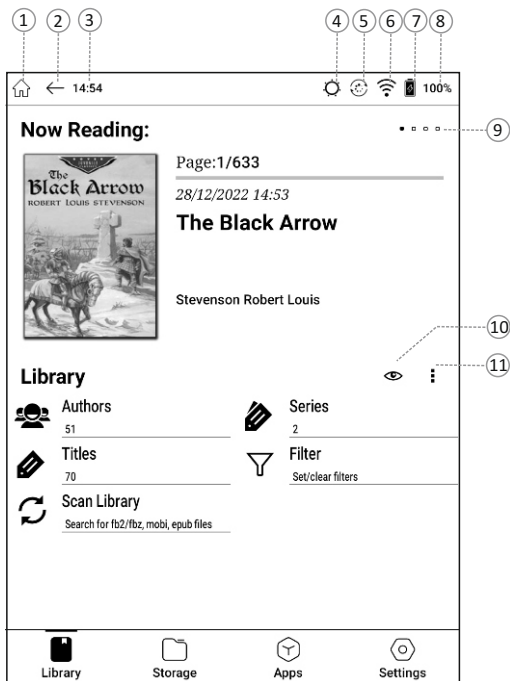 1 2 3 4 5 6 7 8
14:54 100%
Now Reading:
9
The
Black Arrow
ROBERT LOUIS STEVENSON
Page:1/633
28/12/2022 14:53
The Black Arrow
Stevenson Robert Louis
10
11
Library
Authors
51
Series
2
Titles
70
Filter
Set/clear filters
Scan Library
Search for fb2/fbz, mobi, epub files
Library Storage Apps Settings